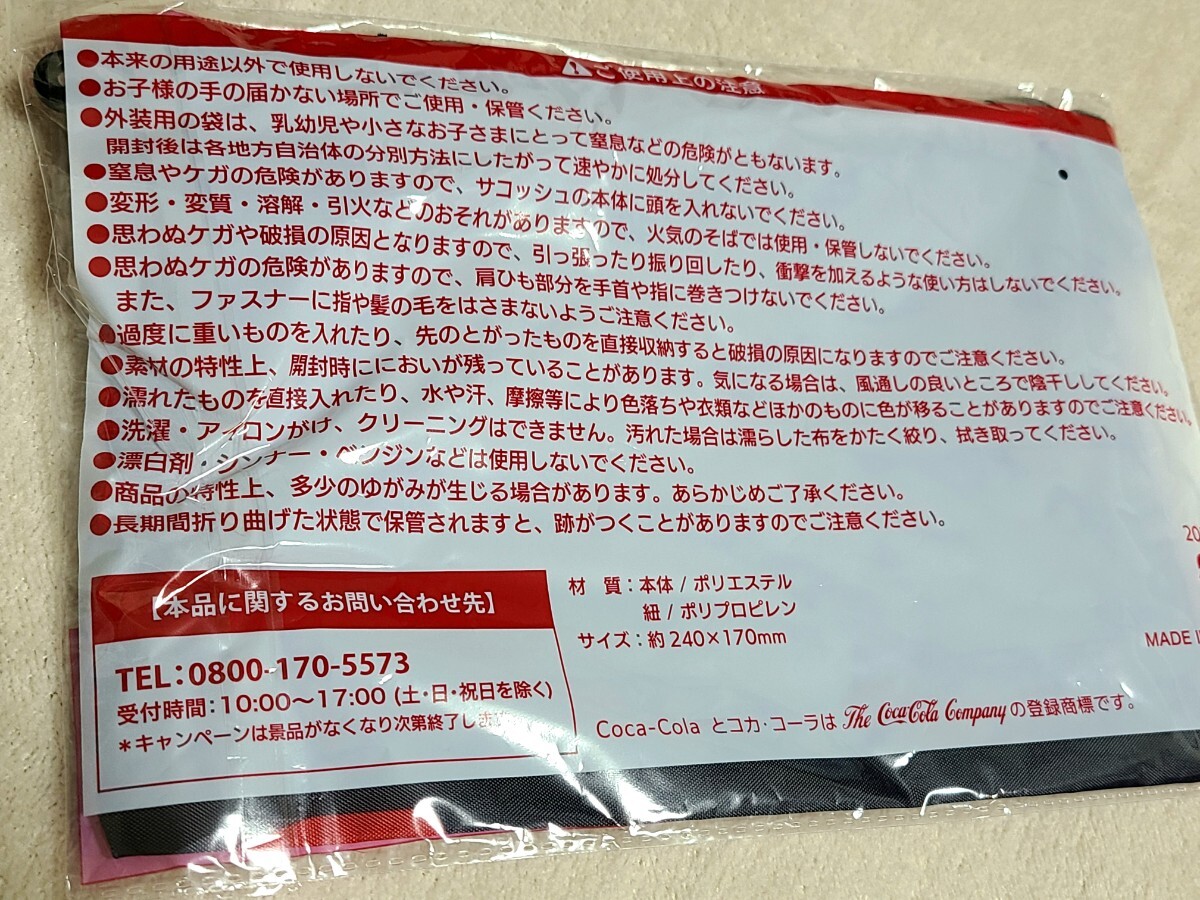 ⚠ご使用上の注意
●本来の用途以外で使用しないでください。
●お子様の手の届かない場所でご使用・保管ください。
●外装用の袋は、乳幼児や小さなお子さまにとって窒息などの危険がともないます。
開封後は各地方自治体の分別方法にしたがって速やかに処分してください。
●窒息やケガの危険がありますので、サコッシュの本体に頭を入れないでください。
●変形・変質・溶解・引火などのおそれがありますので、火気のそばでは使用・保管しないでください。
●思わぬケガや破損の原因となりますので、引っ張ったり振り回したり、衝撃を加えるような使い方はしないでください。
●思わぬケガの危険がありますので、肩ひも部分を手首や指に巻きつけないでください。
また、ファスナーに指や髪の毛をはさまないようご注意ください。
●過度に重いものを入れたり、先のとがったものを直接収納すると破損の原因になりますのでご注意ください。
●素材の特性上、開封時ににおいが残っていることがあります。気になる場合は、風通しの良いところで陰干ししてください。
●濡れたものを直接入れたり、水や汗、摩擦等により色落ちや衣類などほかのものに色が移ることがありますのでご注意ください。
●洗濯・アイロンがけ、クリーニングはできません。汚れた場合は濡らした布をかたく絞り、拭き取ってください。
●漂白剤・シンナー・ベンジンなどは使用しないでください。
●商品の特性上、多少のゆがみが生じる場合があります。あらかじめご了承ください。
●長期間折り曲げた状態で保管されますと、跡がつくことがありますのでご注意ください。
【本品に関するお問い合わせ先】
TEL：0800-170-5573
受付時間：10:00〜17:00 (土・日・祝日を除く)
＊キャンペーンは景品がなくなり次第終了しま
材 質：本体 / ポリエステル
紐 / ポリプロピレン
サイズ：約240×170mm
20
MADE I
Coca-Cola とコカ・コーラは The Coca-Cola Company の登録商標です。